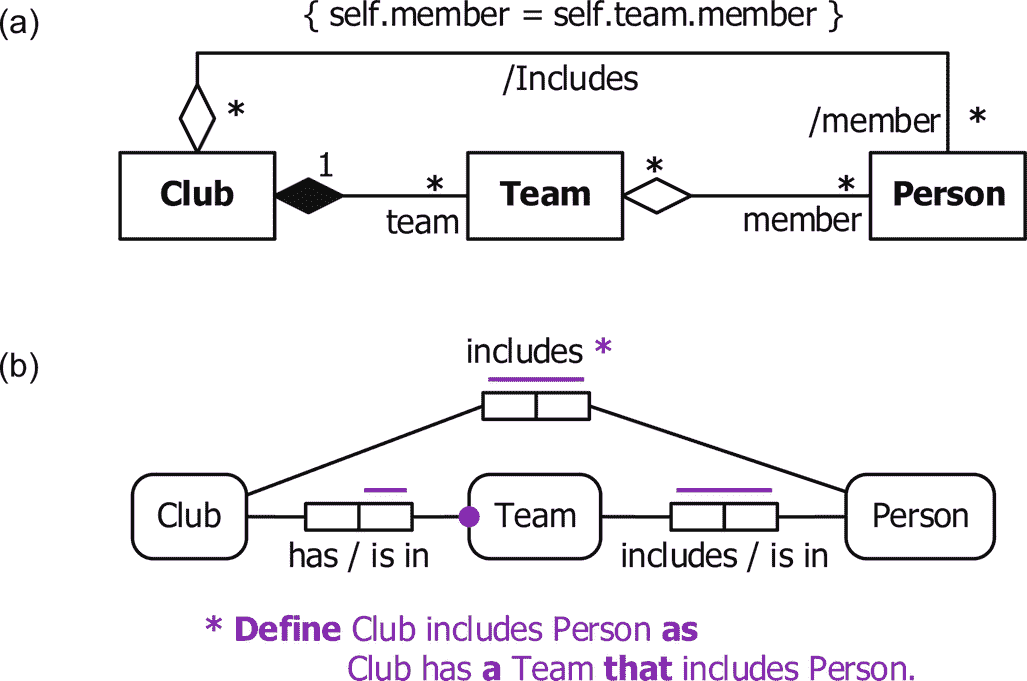 (a)
{ self.member = self.team.member }
/Includes
*
/member *
Club 1 * Team * * Person
team member
(b)
includes *
Club Team Person
has / is in includes / is in
* Define Club includes Person as
Club has a Team that includes Person.